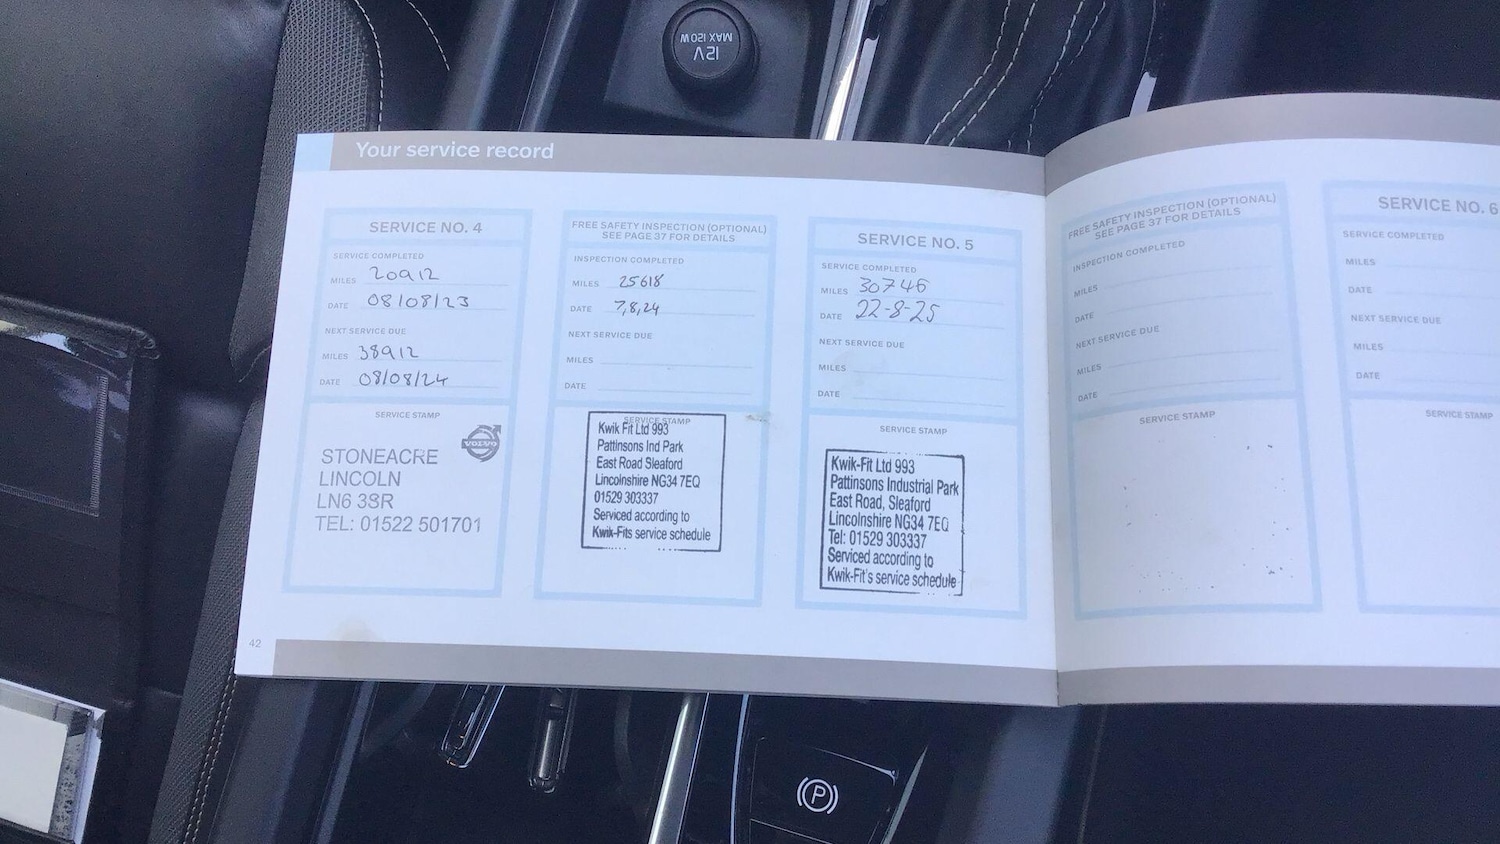 12V
MAX 120W
Your service record
SERVICE NO. 4
SERVICE COMPLETED
MILES 20912
DATE 08/08/23
NEXT SERVICE DUE
MILES 38912
DATE 08/08/24
SERVICE STAMP
VOLVO
STONEACRE
LINCOLN
LN6 3SR
TEL: 01522 501701
FREE SAFETY INSPECTION (OPTIONAL)
SEE PAGE 37 FOR DETAILS
INSPECTION COMPLETED
MILES 25618
DATE 7,8,24
NEXT SERVICE DUE
MILES
DATE
SERVICE STAMP
Kwik Fit Ltd 993
Pattinsons Ind Park
East Road Sleaford
Lincolnshire NG34 7EQ
01529 303337
Serviced according to
Kwik-Fits service schedule
SERVICE NO. 5
SERVICE COMPLETED
MILES 30746
DATE 22-8-25
NEXT SERVICE DUE
MILES
DATE
SERVICE STAMP
Kwik-Fit Ltd 993
Pattinsons Industrial Park
East Road, Sleaford
Lincolnshire NG34 7EQ
Tel: 01529 303337
Serviced according to
Kwik-Fit's service schedule
42
FREE SAFETY INSPECTION (OPTIONAL)
SEE PAGE 37 FOR DETAILS
INSPECTION COMPLETED
MILES
DATE
NEXT SERVICE DUE
MILES
DATE
SERVICE STAMP
SERVICE NO. 6
SERVICE COMPLETED
MILES
DATE
NEXT SERVICE DUE
MILES
DATE
SERVICE STAMP
P